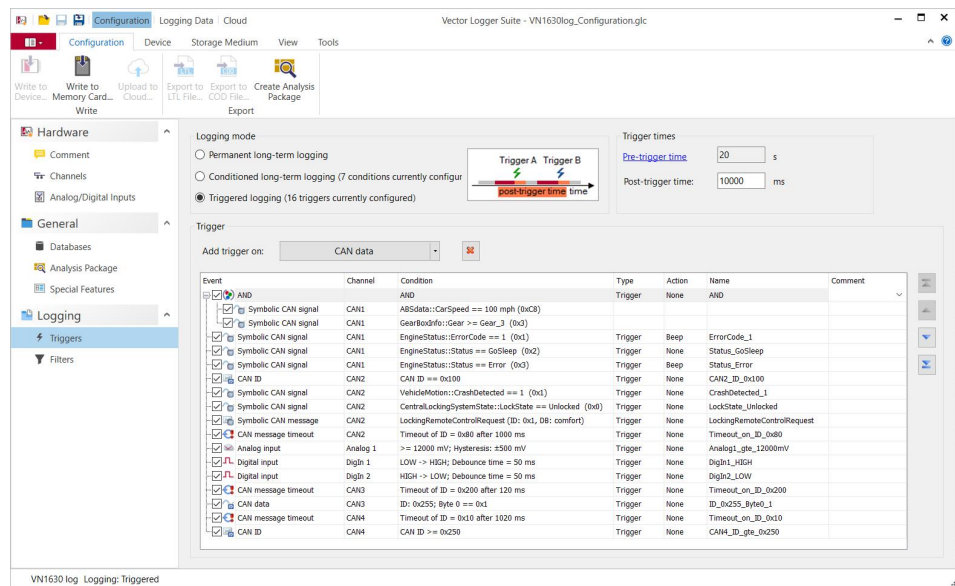 Configuration Logging Data Cloud Vector Logger Suite - VN1630log_Configuration.glc
Configuration Device Storage Medium View Tools
Write to Device... Write to Memory Card... Upload to Cloud... Export to LTL File... Export to COD File... Create Analysis Package
Write Export
Hardware
Comment
Channels
Analog/Digital Inputs
General
Databases
Analysis Package
Special Features
Logging
Triggers
Filters
Logging mode
Permanent long-term logging
Conditioned long-term logging (7 conditions currently configur
Triggered logging (16 triggers currently configured)
Trigger A Trigger B
post-trigger time time
Trigger times
Pre-trigger time 20 s
Post-trigger time: 10000 ms
Trigger
Add trigger on: CAN data
Event Channel Condition Type Action Name Comment
AND AND Trigger None AND
Symbolic CAN signal CAN1 ABSdata::CarSpeed == 100 mph (0xC8)
Symbolic CAN signal CAN1 GearBoxInfo::Gear >= Gear_3 (0x3)
Symbolic CAN signal CAN1 EngineStatus::ErrorCode == 1 (0x1) Trigger Beep ErrorCode_1
Symbolic CAN signal CAN1 EngineStatus::Status == GoSleep (0x2) Trigger None Status_GoSleep
Symbolic CAN signal CAN1 EngineStatus::Status == Error (0x3) Trigger Beep Status_Error
CAN ID CAN2 CAN ID == 0x100 Trigger None CAN2_ID_0x100
Symbolic CAN signal CAN2 VehicleMotion::CrashDetected == 1 (0x1) Trigger None CrashDetected_1
Symbolic CAN signal CAN2 CentralLockingSystemState::LockState == Unlocked (0x0) Trigger None LockState_Unlocked
Symbolic CAN message CAN2 LockingRemoteControlRequest (ID: 0x1, DB: comfort) Trigger None LockingRemoteControlRequest
CAN message timeout CAN2 Timeout of ID = 0x80 after 1000 ms Trigger None Timeout_on_ID_0x80
Analog input Analog 1 >= 12000 mV; Hysteresis: ±500 mV Trigger None Analog1_gte_12000mV
Digital input DigIn 1 LOW -> HIGH; Debounce time = 50 ms Trigger None DigIn1_HIGH
Digital input DigIn 2 HIGH -> LOW; Debounce time = 50 ms Trigger None DigIn2_LOW
CAN message timeout CAN3 Timeout of ID = 0x200 after 120 ms Trigger None Timeout_on_ID_0x200
CAN data CAN3 ID: 0x255; Byte 0 == 0x1 Trigger None ID_0x255_Byte0_1
CAN message timeout CAN4 Timeout of ID = 0x10 after 1020 ms Trigger None Timeout_on_ID_0x10
CAN ID CAN4 CAN ID >= 0x250 Trigger None CAN4_ID_gte_0x250
VN1630 log Logging: Triggered